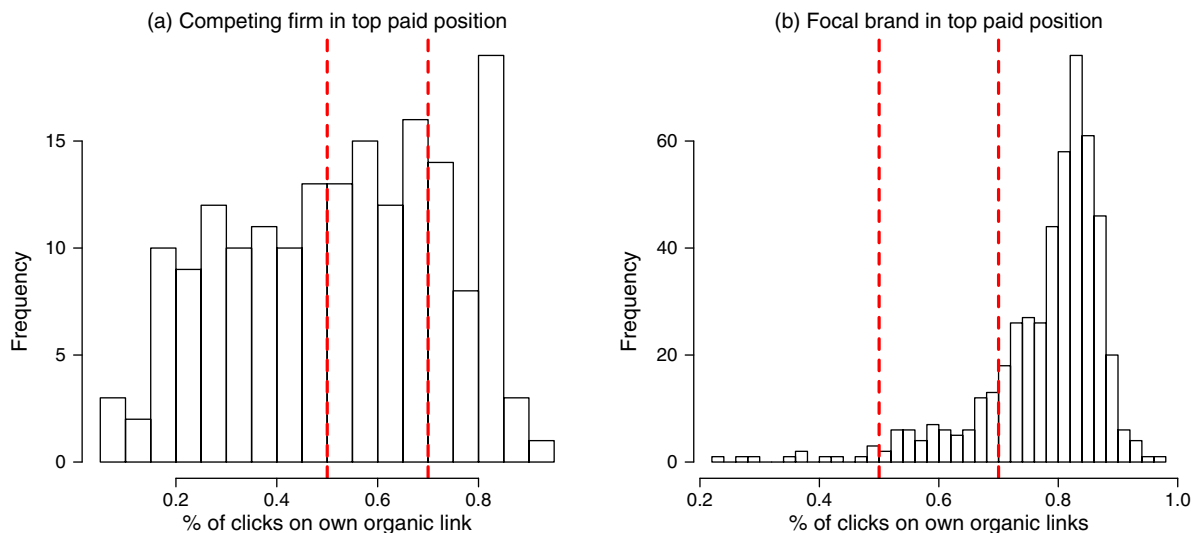 (a) Competing firm in top paid position
Frequency
15
10
5
0
0.2 0.4 0.6 0.8
% of clicks on own organic link
(b) Focal brand in top paid position
Frequency
60
40
20
0
0.2 0.4 0.6 0.8 1.0
% of clicks on own organic links